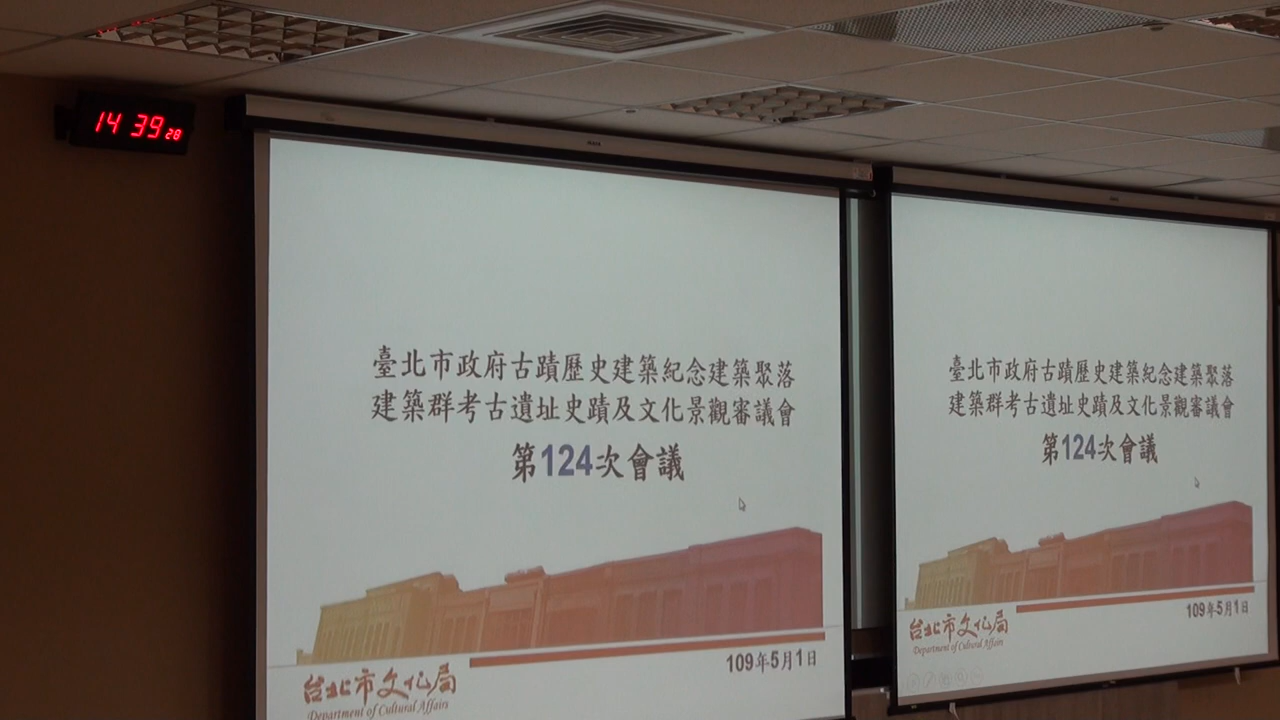 14 39 28
臺北市政府古蹟歷史建築紀念建築聚落
建築群考古遺址史蹟及文化景觀審議會
第124次會議
109年5月1日
台北市文化局
Department of Cultural Affairs
臺北市政府古蹟歷史建築紀念建築聚落
建築群考古遺址史蹟及文化景觀審議會
第124次會議
109年5月1日
台北市文化局
Department of Cultural Affairs